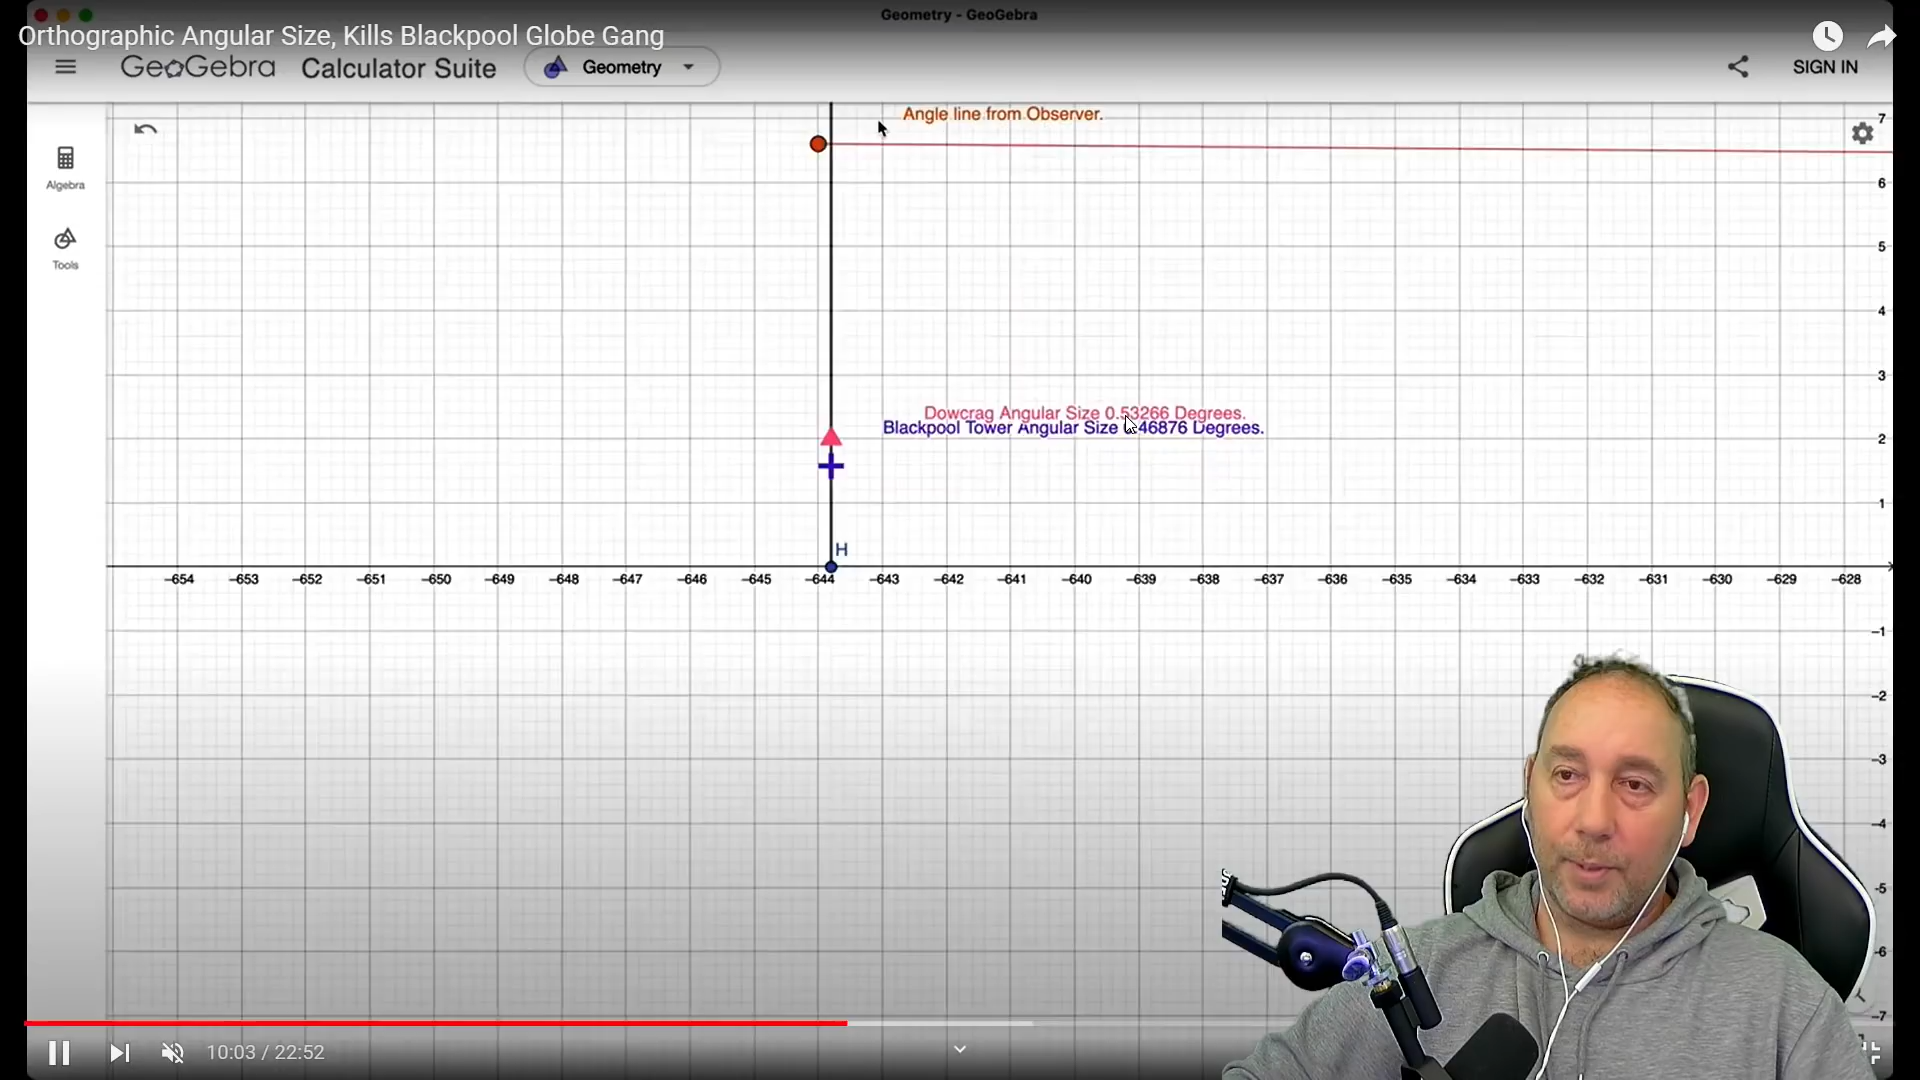 Geometry - GeoGebra
Orthographic Angular Size, Kills Blackpool Globe Gang
GeoGebra Calculator Suite Geometry SIGN IN
Angle line from Observer.
Algebra
Tools
7
6
5
4
3
Dowcrag Angular Size 0.53266 Degrees.
Blackpool Tower Angular Size 0.46876 Degrees.
2
1
H
-654 -653 -652 -651 -650 -649 -648 -647 -646 -645 -644 -643 -642 -641 -640 -639 -638 -637 -636 -635 -634 -633 -632 -631 -630 -629 -628
-1
-2
-3
-4
-5
-6
-7
10:03 / 22:52